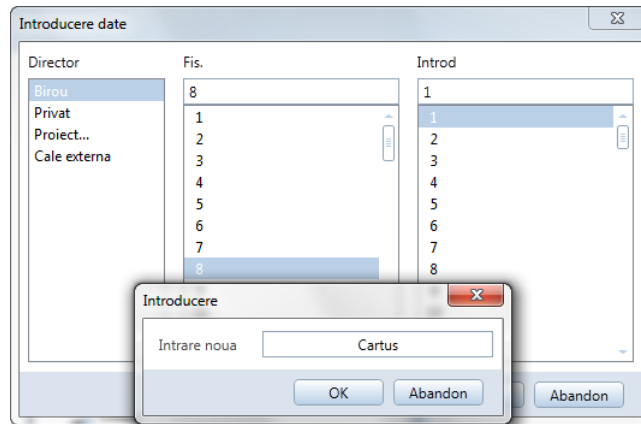 Introducere date
Director
Birou
Privat
Proiect...
Cale externa
Fis.
8
1
2
3
4
5
6
7
8
Introd
1
1
2
3
4
5
6
7
8
Abandon
Introducere
Intrare noua
Cartus
OK
Abandon